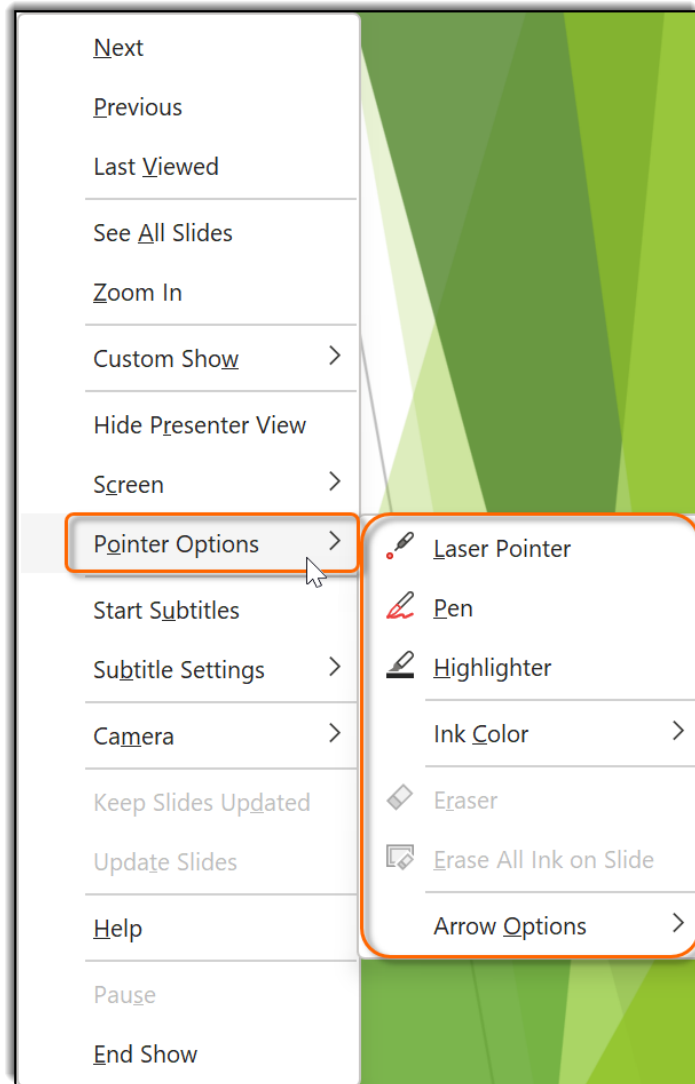 Next
Previous
Last Viewed
See All Slides
Zoom In
Custom Show
Hide Presenter View
Screen
Pointer Options
Start Subtitles
Subtitle Settings
Camera
Keep Slides Updated
Update Slides
Help
Pause
End Show
Laser Pointer
Pen
Highlighter
Ink Color
Eraser
Erase All Ink on Slide
Arrow Options